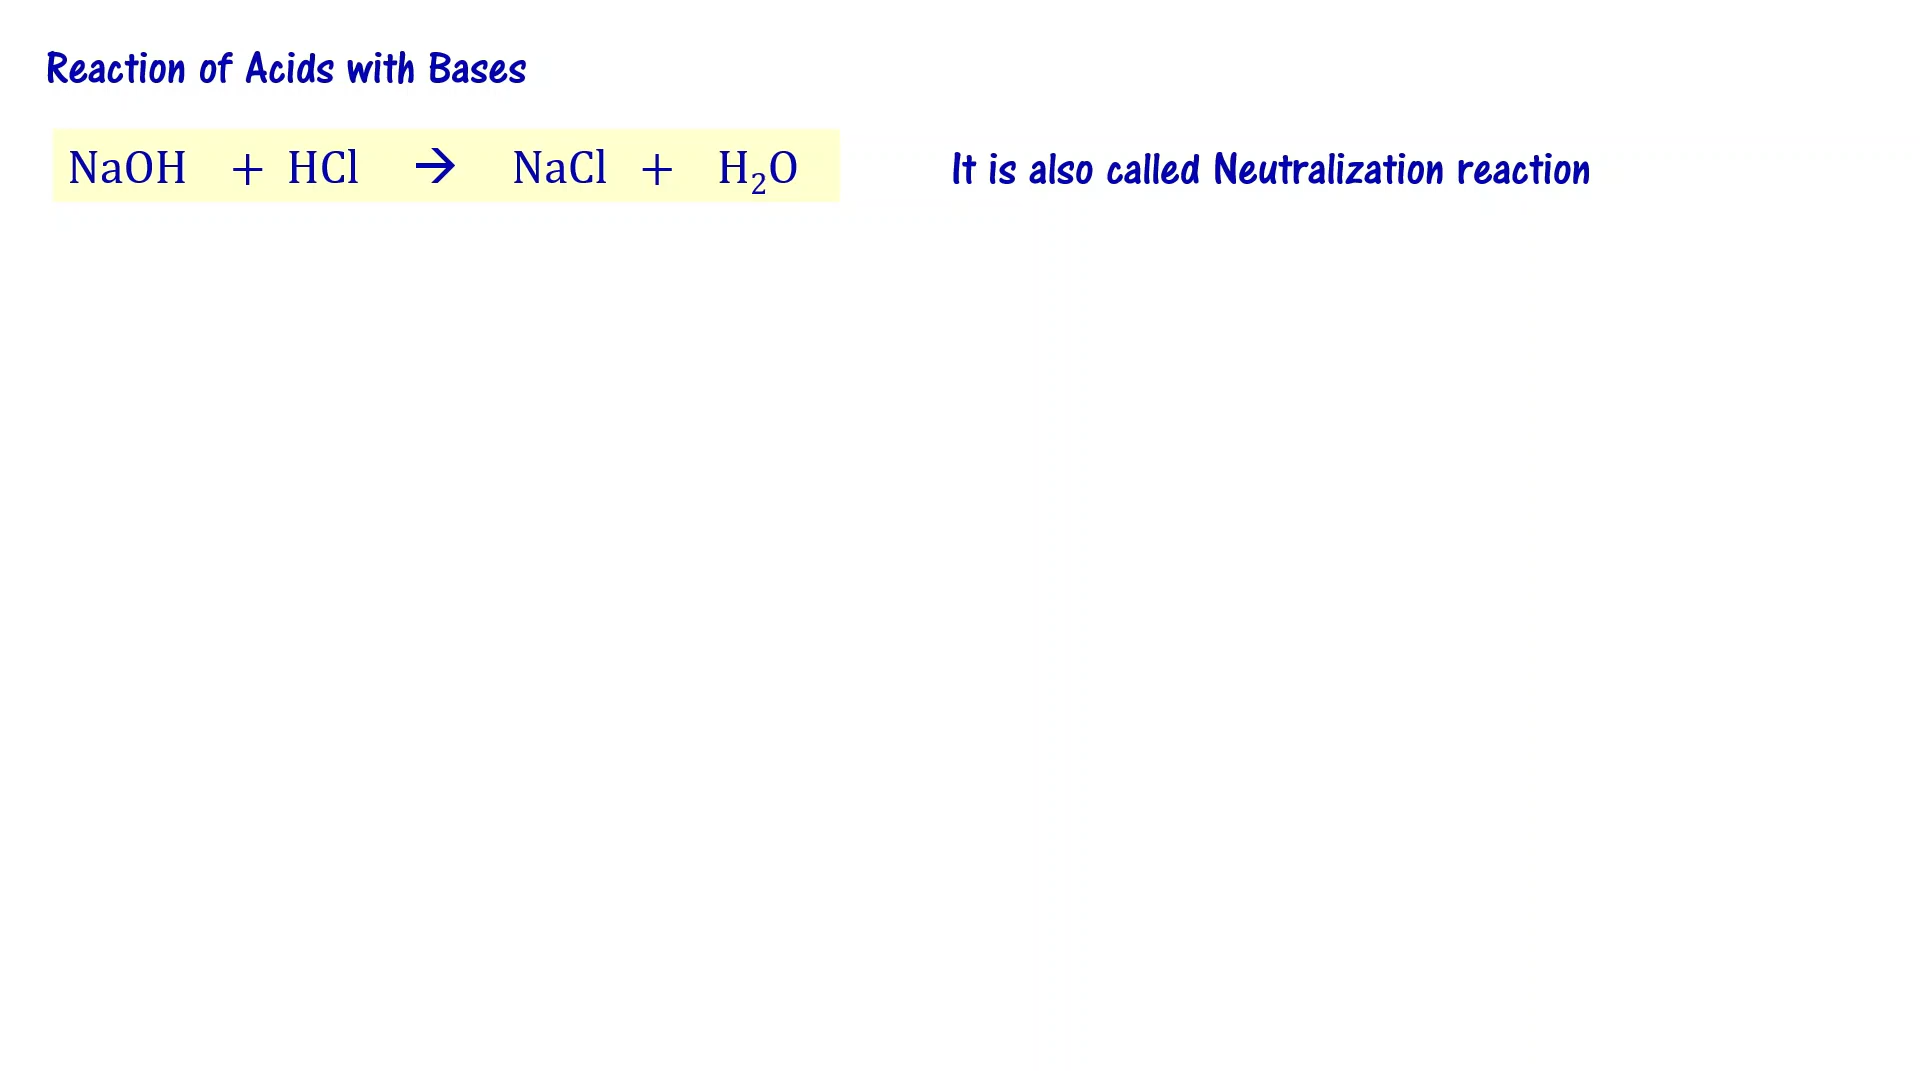 Reaction of Acids with Bases
NaOH + HCl → NaCl + H₂O It is also called Neutralization reaction